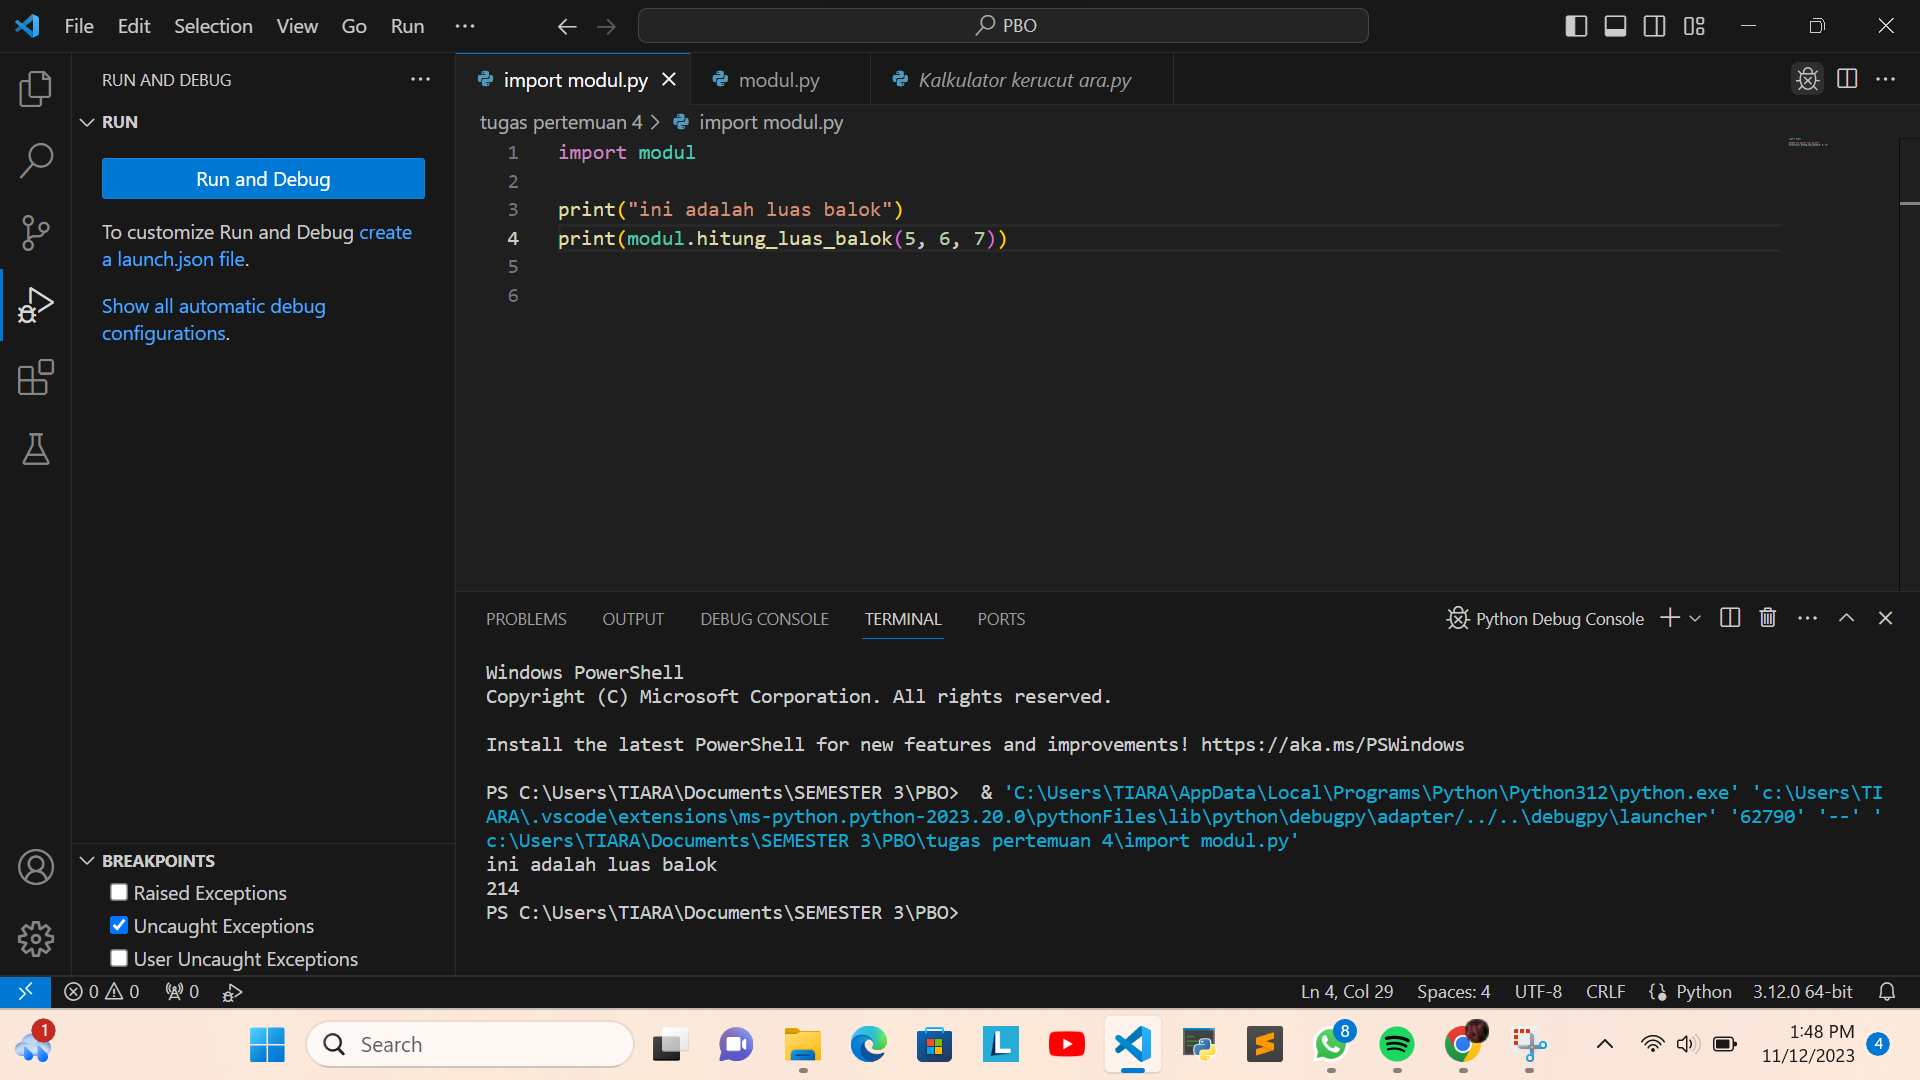 File Edit Selection View Go Run ··· PBO
RUN AND DEBUG ···
RUN
Run and Debug
To customize Run and Debug create
a launch.json file.
Show all automatic debug
configurations.
BREAKPOINTS
Raised Exceptions
Uncaught Exceptions
User Uncaught Exceptions
import modul.py modul.py Kalkulator kerucut ara.py
tugas pertemuan 4 > import modul.py
1 import modul
2
3 print("ini adalah luas balok")
4 print(modul.hitung_luas_balok(5, 6, 7))
5
6
PROBLEMS OUTPUT DEBUG CONSOLE TERMINAL PORTS Python Debug Console
Windows PowerShell
Copyright (C) Microsoft Corporation. All rights reserved.
Install the latest PowerShell for new features and improvements! https://aka.ms/PSWindows
PS C:\Users\TIARA\Documents\SEMESTER 3\PBO>  & 'C:\Users\TIARA\AppData\Local\Programs\Python\Python312\python.exe' 'c:\Users\TI
ARA\.vscode\extensions\ms-python.python-2023.20.0\pythonFiles\lib\python\debugpy\adapter/../..\debugpy\launcher' '62790' '--' '
c:\Users\TIARA\Documents\SEMESTER 3\PBO\tugas pertemuan 4\import modul.py'
ini adalah luas balok
214
PS C:\Users\TIARA\Documents\SEMESTER 3\PBO>
0 0 0 Ln 4, Col 29 Spaces: 4 UTF-8 CRLF Python 3.12.0 64-bit
1 Search L 8 1:48 PM
11/12/2023 4